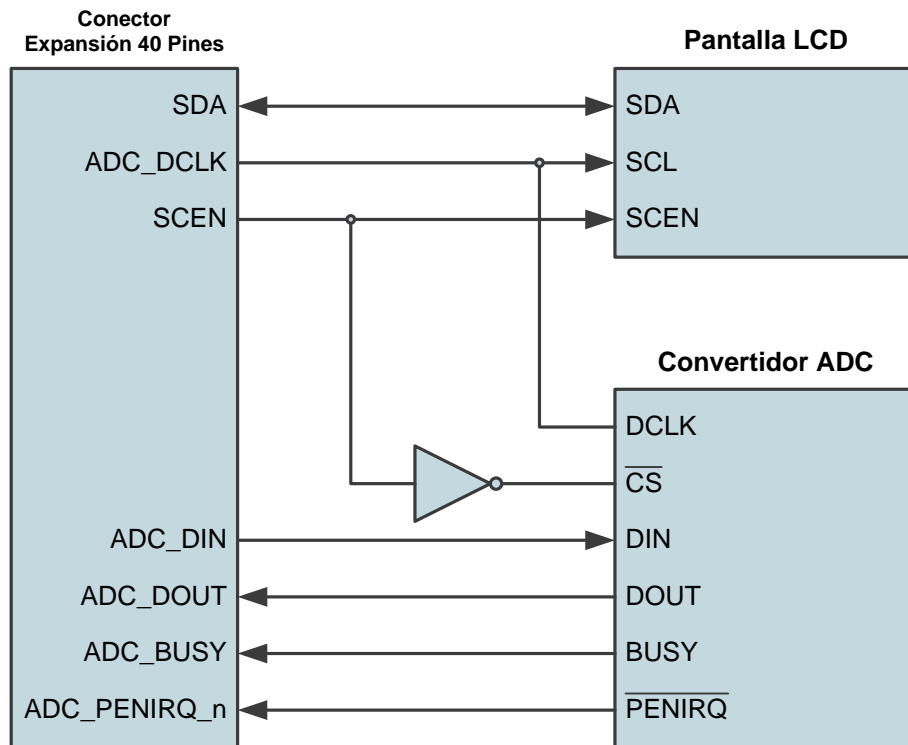 Conector
Expansión 40 Pines
SDA
ADC_DCLK
SCEN
ADC_DIN
ADC_DOUT
ADC_BUSY
ADC_PENIRQ_n
Pantalla LCD
SDA
SCL
SCEN
Convertidor ADC
DCLK
CS
DIN
DOUT
BUSY
PENIRQ